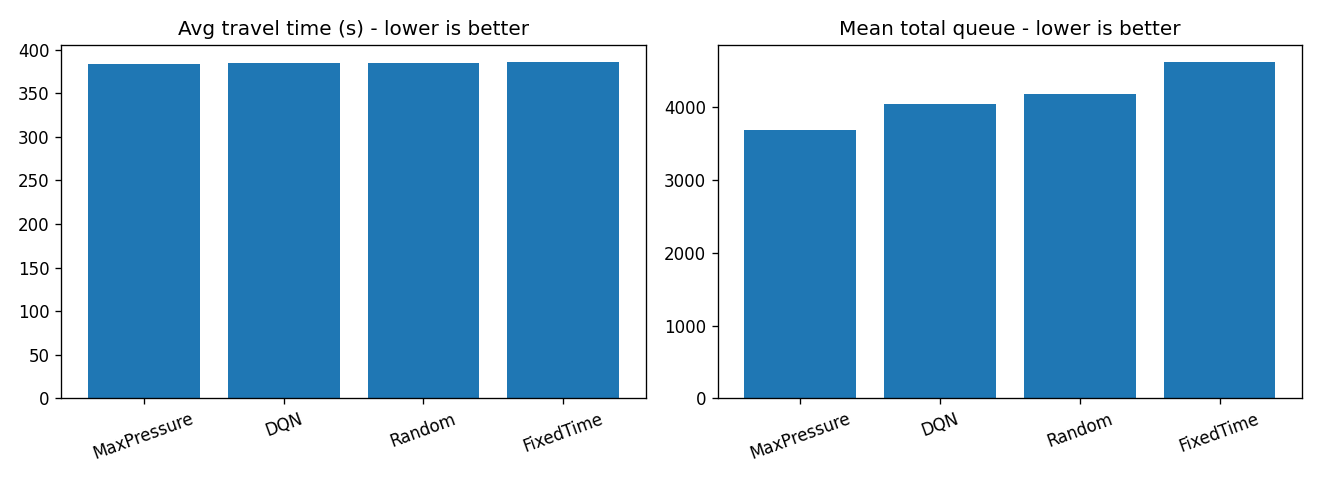 Avg travel time (s) - lower is better
400
350
300
250
200
150
100
50
0
MaxPressure
DQN
Random
FixedTime
Mean total queue - lower is better
4000
3000
2000
1000
0
MaxPressure
DQN
Random
FixedTime